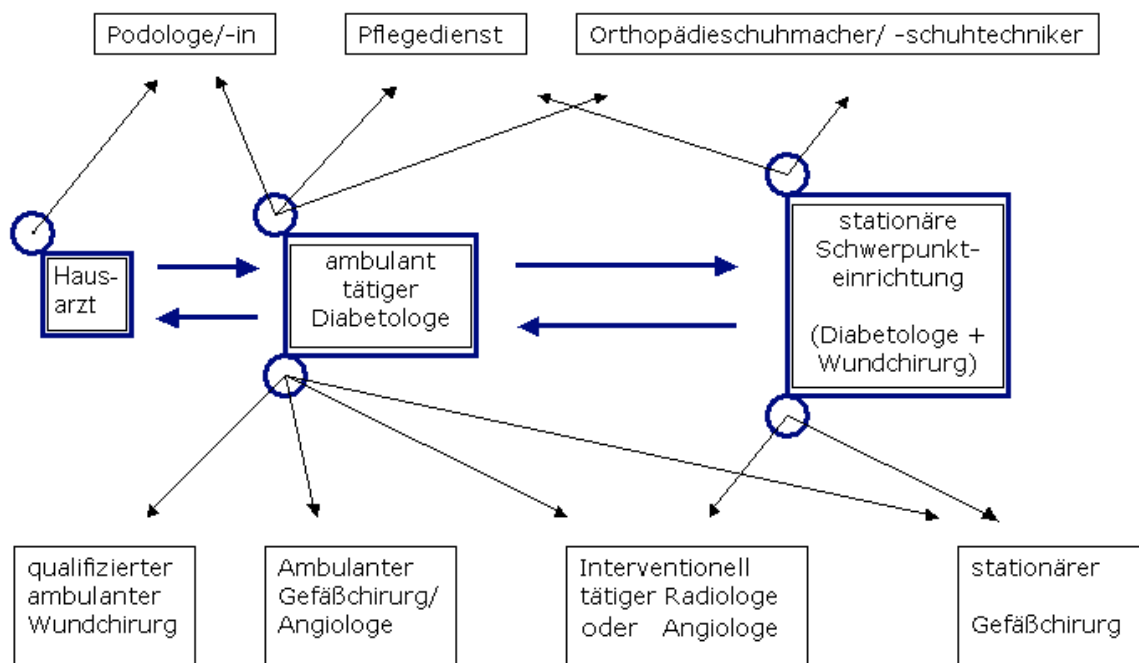 Podologe/-in
Pflegedienst
Orthopädieschuhmacher/ -schuhtechniker
Haus-
arzt
ambulant
tätiger
Diabetologe
stationäre
Schwerpunkt-
einrichtung
(Diabetologe +
Wundchirurg)
qualifizierter
ambulanter
Wundchirurg
Ambulanter
Gefäßchirurg/
Angiologe
Interventionell
tätiger Radiologe
oder Angiologe
stationärer
Gefäßchirurg